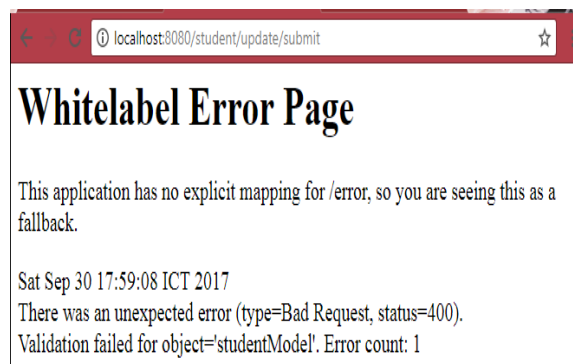 localhost:8080/student/update/submit
Whitelabel Error Page
This application has no explicit mapping for /error, so you are seeing this as a
fallback.
Sat Sep 30 17:59:08 ICT 2017
There was an unexpected error (type=Bad Request, status=400).
Validation failed for object='studentModel'. Error count: 1